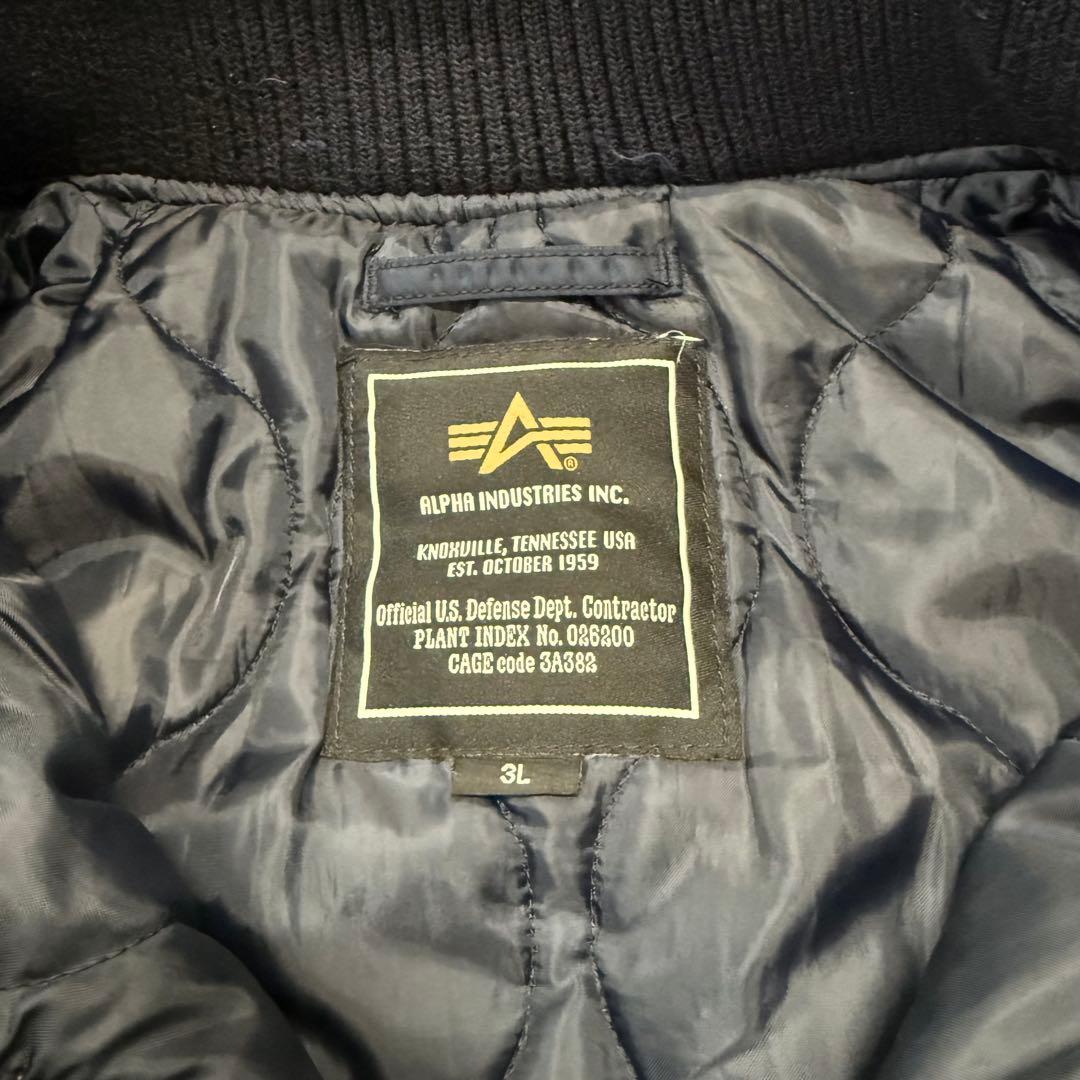 ®
ALPHA INDUSTRIES INC.
KNOXVILLE, TENNESSEE USA
EST. OCTOBER 1959
Official U.S. Defense Dept. Contractor
PLANT INDEX No. 026200
CAGE code 3A382
3L